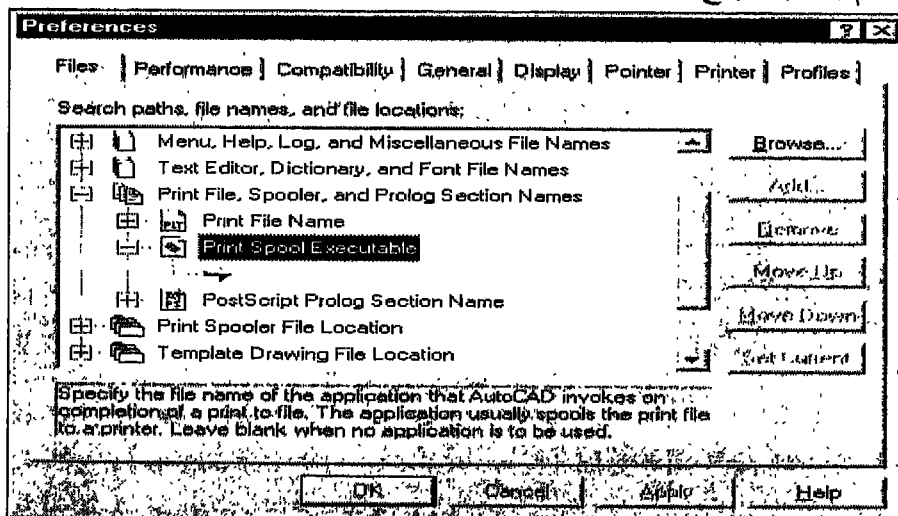 Preferences
Files Performance Compatibility General Display Pointer Printer Profiles
Search paths, file names, and file locations:
Menu, Help, Log, and Miscellaneous File Names
Text Editor, Dictionary, and Font File Names
Print File, Spooler, and Prolog Section Names
Print File Name
Print Spool Executable
PostScript Prolog Section Name
Print Spooler File Location
Template Drawing File Location
Browse...
Add...
Remove
Move Up
Move Down
Set Current
Specify the file name of the application that AutoCAD invokes on
completion of a print to file. The application usually spools the print file
to a printer. Leave blank when no application is to be used.
OK Cancel Apply Help